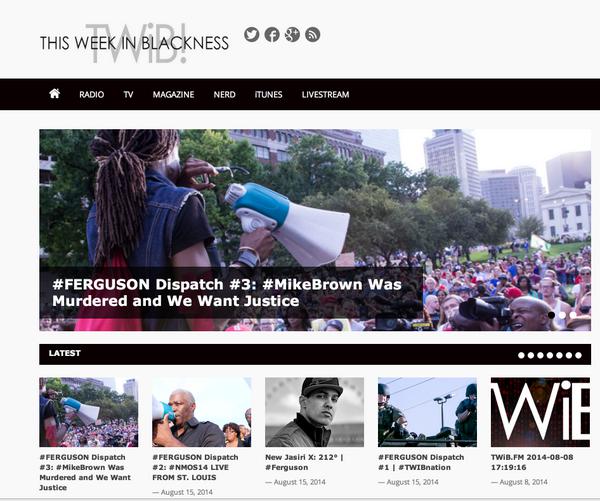 TWiB!
THIS WEEK IN BLACKNESS
RADIO TV MAGAZINE NERD iTUNES LIVESTREAM
#FERGUSON Dispatch #3: #MikeBrown Was
Murdered and We Want Justice
LATEST
#FERGUSON Dispatch
#3: #MikeBrown Was
Murdered and We Want
Justice
#FERGUSON Dispatch
#2: #NMOS14 LIVE
FROM ST. LOUIS
— August 15, 2014
New Jasiri X: 212° |
#Ferguson
— August 15, 2014
#FERGUSON Dispatch
#1 | #TWIBnation
— August 15, 2014
WiB
TWiB.FM 2014-08-08
17:19:16
— August 8, 2014